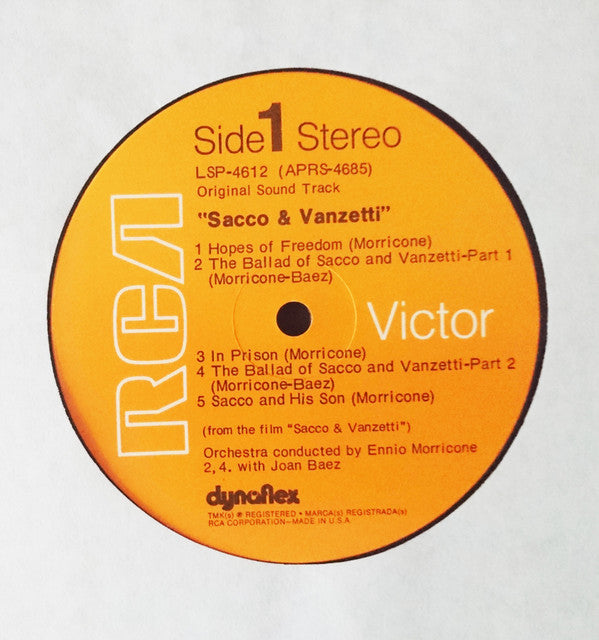 Side 1 Stereo
LSP-4612 (APRS-4685)
Original Sound Track
"Sacco & Vanzetti"
1 Hopes of Freedom (Morricone)
2 The Ballad of Sacco and Vanzetti-Part 1
(Morricone-Baez)
RCA
Victor
3 In Prison (Morricone)
4 The Ballad of Sacco and Vanzetti-Part 2
(Morricone-Baez)
5 Sacco and His Son (Morricone)
(from the film "Sacco & Vanzetti")
Orchestra conducted by Ennio Morricone
2,4. with Joan Baez
dynaflex
TMK(s) ® REGISTERED • MARCA(s) REGISTRADA(s)
RCA CORPORATION—MADE IN U.S.A.